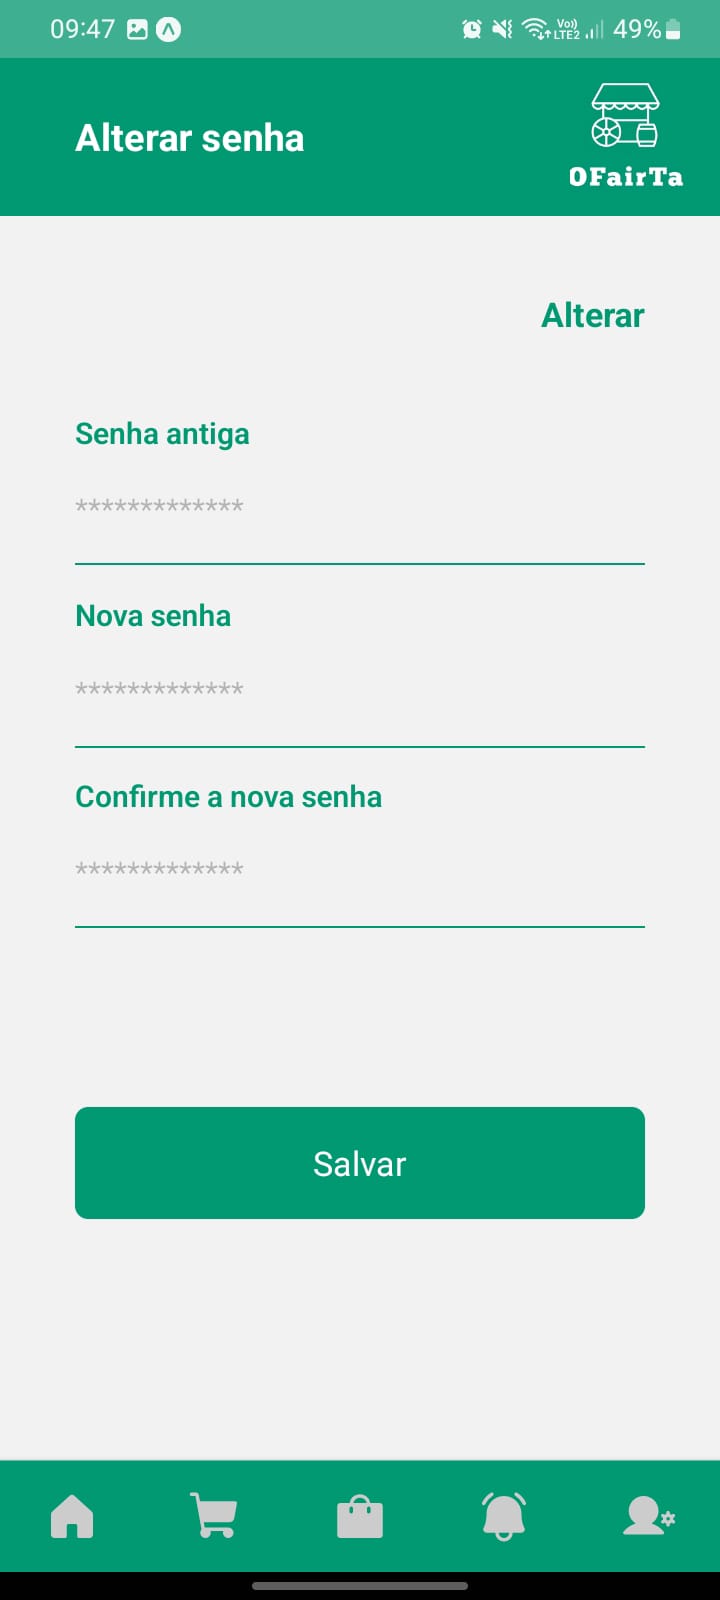 09:47 Vo)) LTE2 49%
Alterar senha
OFairTa
Alterar
Senha antiga
*************
Nova senha
*************
Confirme a nova senha
*************
Salvar